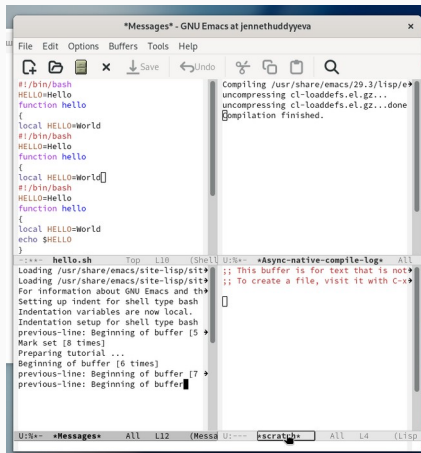 *Messages* - GNU Emacs at jennethuddyyeva
File Edit Options Buffers Tools Help
Save Undo
#!/bin/bash
HELLO=Hello
function hello
{
local HELLO=World
#!/bin/bash
HELLO=Hello
function hello
{
local HELLO=World
#!/bin/bash
HELLO=Hello
function hello
{
local HELLO=World
echo $HELLO
}
-:**- hello.sh Top L10 (Shell
Compiling /usr/share/emacs/29.3/lisp/e
uncompressing cl-loaddefs.el.gz...
uncompressing cl-loaddefs.el.gz...done
Compilation finished.
U:%*- *Async-native-compile-log* All
Loading /usr/share/emacs/site-lisp/sit
Loading /usr/share/emacs/site-lisp/sit
For information about GNU Emacs and th
Setting up indent for shell type bash
Indentation variables are now local.
Indentation setup for shell type bash
previous-line: Beginning of buffer [5
Mark set [8 times]
Preparing tutorial ...
Beginning of buffer [6 times]
previous-line: Beginning of buffer [7
previous-line: Beginning of buffer
U:%*- *Messages* All L12 (Messa
;; This buffer is for text that is not
;; To create a file, visit it with C-x
U:--- *scratch* All L4 (Lisp